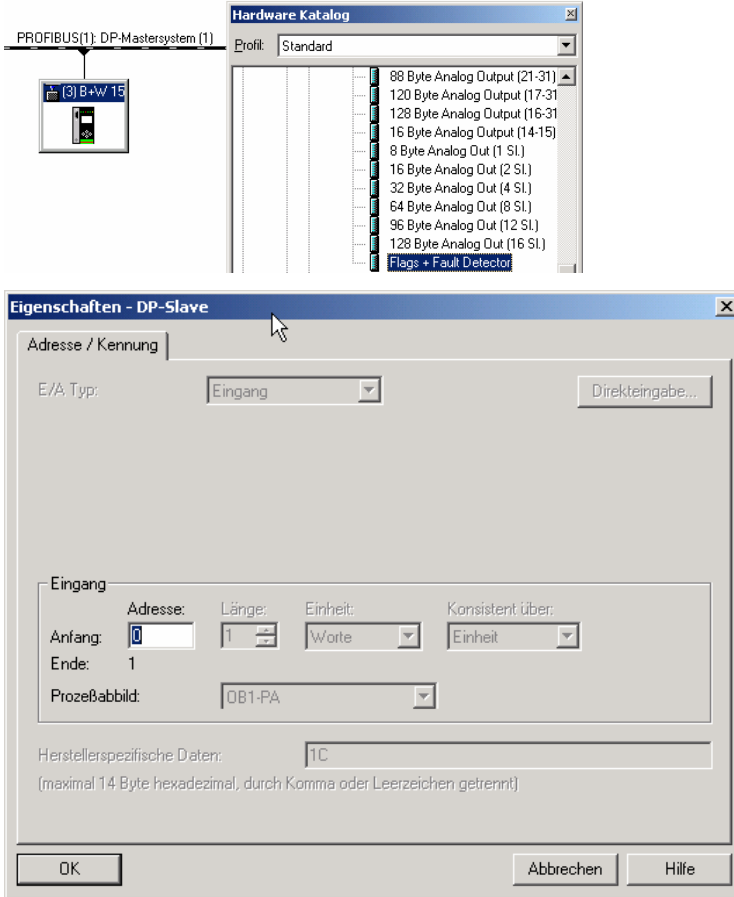 PROFIBUS(1): DP-Mastersystem (1)
(3) B+W 15
Hardware Katalog
Profil: Standard
88 Byte Analog Output (21-31)
120 Byte Analog Output (17-31
128 Byte Analog Output (16-31
16 Byte Analog Output (14-15)
8 Byte Analog Out (1 Sl.)
16 Byte Analog Out (2 Sl.)
32 Byte Analog Out (4 Sl.)
64 Byte Analog Out (8 Sl.)
96 Byte Analog Out (12 Sl.)
128 Byte Analog Out (16 Sl.)
Flags + Fault Detector
Eigenschaften - DP-Slave
Adresse / Kennung
E/A Typ: Eingang Direkteingabe...
Eingang
Adresse: Länge: Einheit: Konsistent über:
Anfang: 0 1 Worte Einheit
Ende: 1
Prozeßabbild: OB1-PA
Herstellerspezifische Daten: 1C
(maximal 14 Byte hexadezimal, durch Komma oder Leerzeichen getrennt)
OK Abbrechen Hilfe